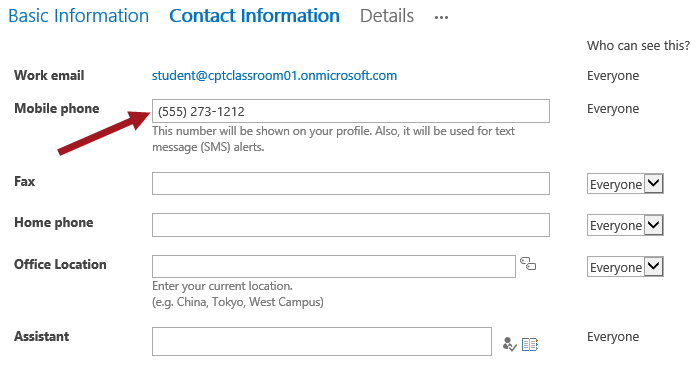 Basic Information Contact Information Details ...
Who can see this?
Work email student@cptclassroom01.onmicrosoft.com Everyone
Mobile phone (555) 273-1212 Everyone
This number will be shown on your profile. Also, it will be used for text
message (SMS) alerts.
Fax Everyone
Home phone Everyone
Office Location Everyone
Enter your current location.
(e.g. China, Tokyo, West Campus)
Assistant Everyone